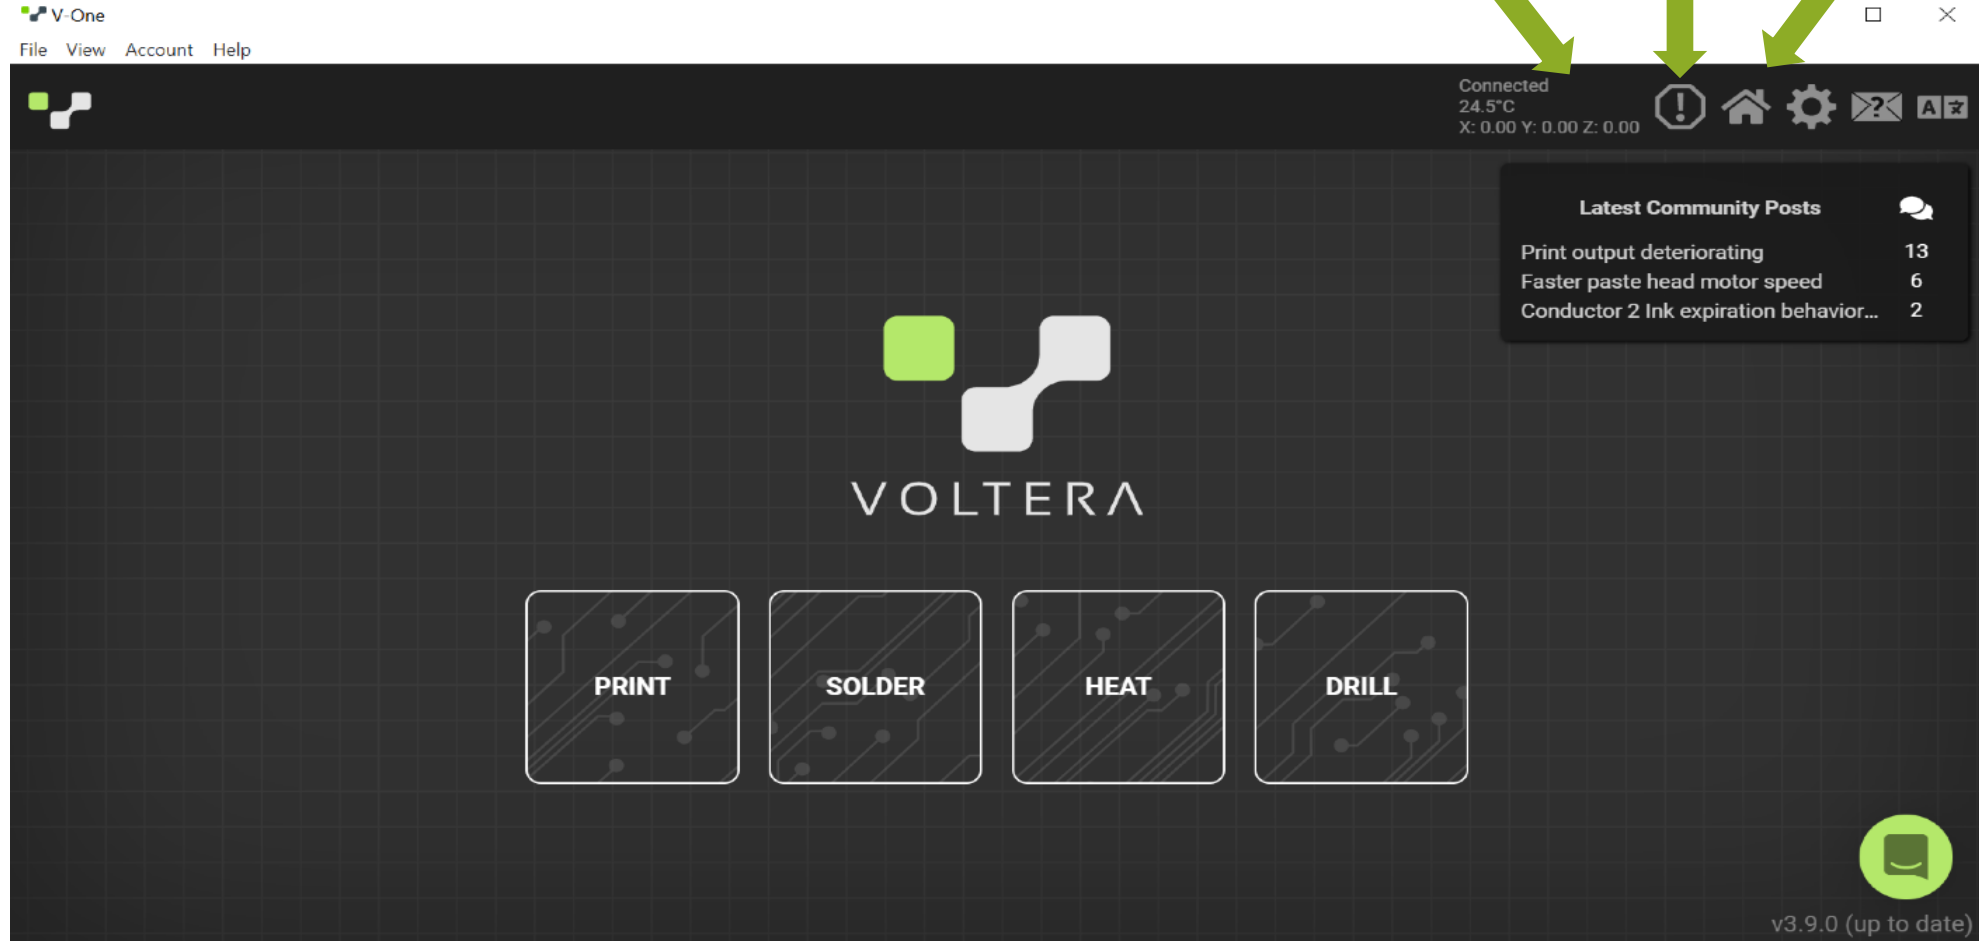 V-One
File View Account Help
Connected
24.5°C
X: 0.00 Y: 0.00 Z: 0.00
!
?
A
Latest Community Posts
Print output deteriorating 13
Faster paste head motor speed 6
Conductor 2 Ink expiration behavior... 2
VOLTERA
PRINT SOLDER HEAT DRILL
v3.9.0 (up to date)